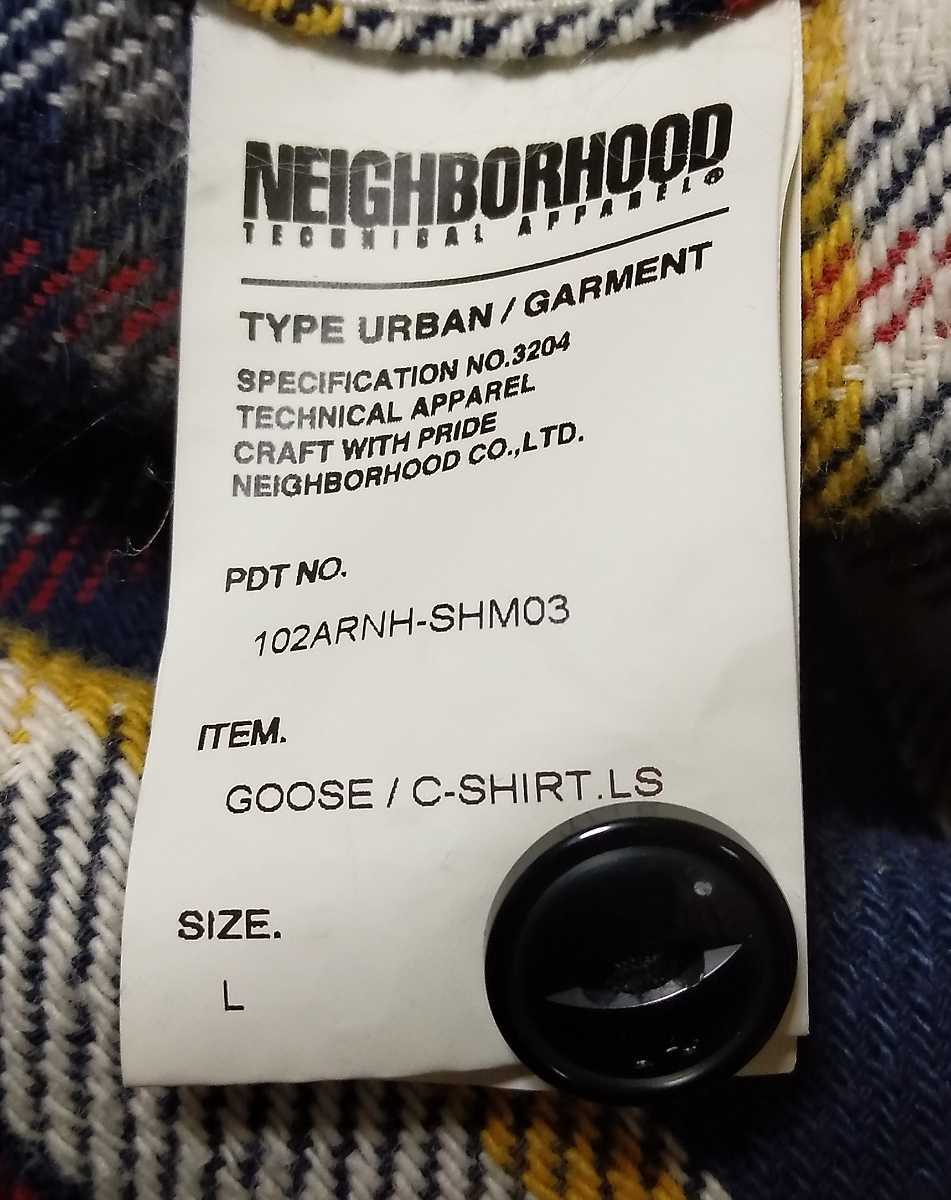 NEIGHBORHOOD
TECHNICAL APPAREL®
TYPE URBAN / GARMENT
SPECIFICATION NO.3204
TECHNICAL APPAREL
CRAFT WITH PRIDE
NEIGHBORHOOD CO.,LTD.
PDT NO.
102ARNH-SHM03
ITEM.
GOOSE / C-SHIRT.LS
SIZE.
L